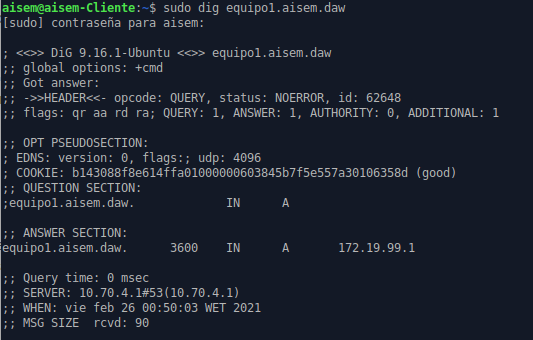 aisem@aisem-Cliente:~$ sudo dig equipo1.aisem.daw
[sudo] contraseña para aisem:
; <<>> DiG 9.16.1-Ubuntu <<>> equipo1.aisem.daw
;; global options: +cmd
;; Got answer:
;; ->>HEADER<<- opcode: QUERY, status: NOERROR, id: 62648
;; flags: qr aa rd ra; QUERY: 1, ANSWER: 1, AUTHORITY: 0, ADDITIONAL: 1
;; OPT PSEUDOSECTION:
; EDNS: version: 0, flags:; udp: 4096
; COOKIE: b143088f8e614ffa01000000603845b7f5e557a30106358d (good)
;; QUESTION SECTION:
;equipo1.aisem.daw. IN A
;; ANSWER SECTION:
equipo1.aisem.daw. 3600 IN A 172.19.99.1
;; Query time: 0 msec
;; SERVER: 10.70.4.1#53(10.70.4.1)
;; WHEN: vie feb 26 00:50:03 WET 2021
;; MSG SIZE rcvd: 90